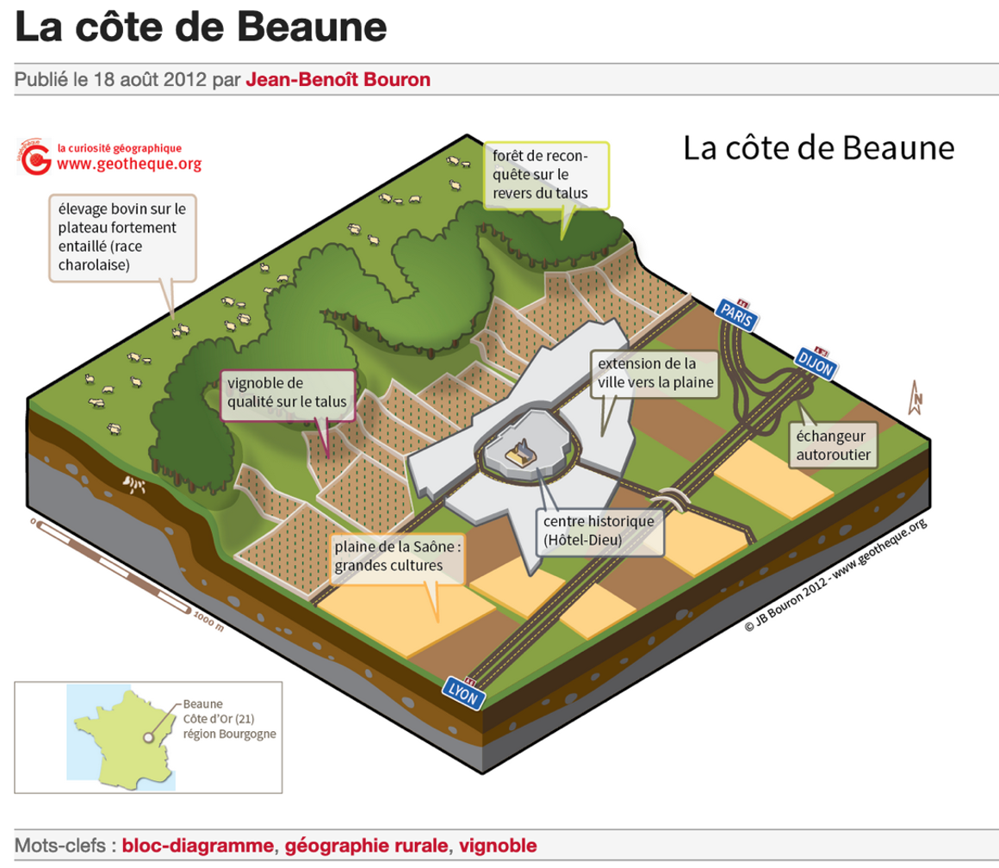 La côte de Beaune
Publié le 18 août 2012 par Jean-Benoît Bouron
la curiosité géographique
www.geotheque.org
La côte de Beaune
forêt de recon-
quête sur le
revers du talus
élevage bovin sur le
plateau fortement
entaillé (race
charolaise)
PARIS
DIJON
extension de la
ville vers la plaine
vignoble de
qualité sur le talus
N
échangeur
autoroutier
centre historique
(Hôtel-Dieu)
plaine de la Saône :
grandes cultures
0
1000 m
© JB Bouron 2012 - www.geotheque.org
LYON
Beaune
Côte d'Or (21)
région Bourgogne
Mots-clefs : bloc-diagramme, géographie rurale, vignoble